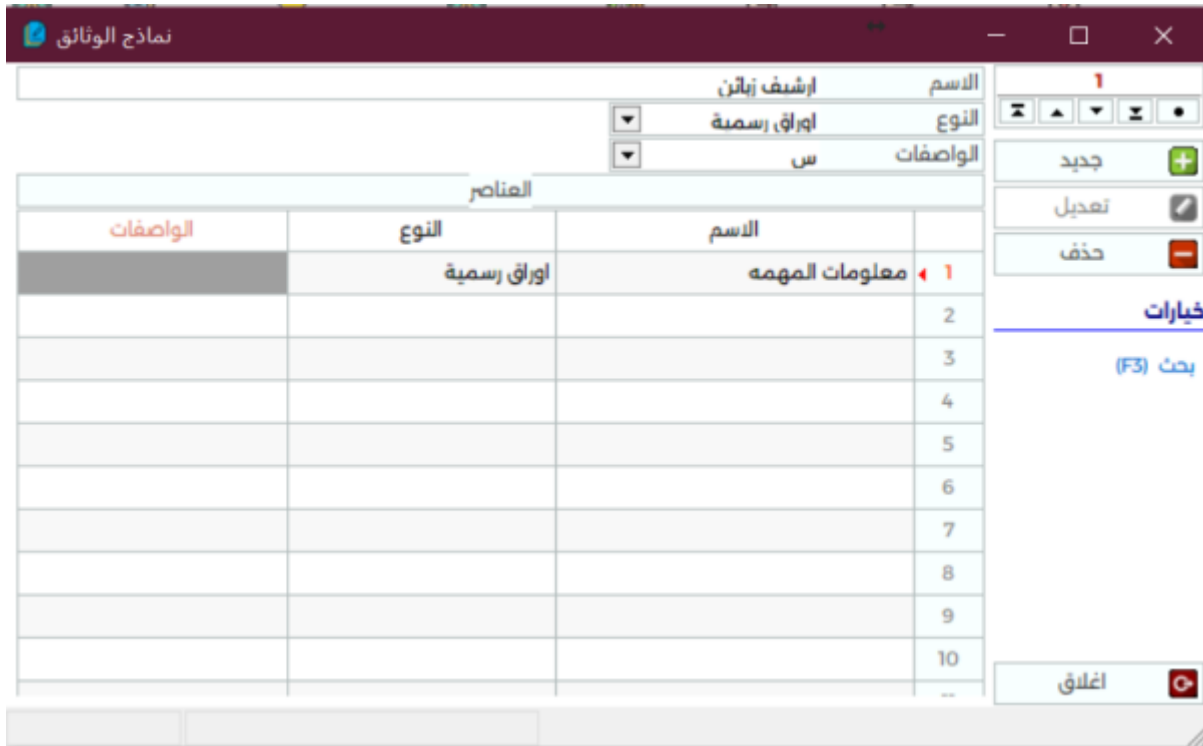 نماذج الوثائق
1
الاسم ارشيف زبائن
النوع اوراق رسمية
الواصفات س
العناصر
الاسم النوع الواصفات
1 معلومات المهمه اوراق رسمية
2
3
4
5
6
7
8
9
10
جديد
تعديل
حذف
خيارات
بحث (F3)
اغلاق